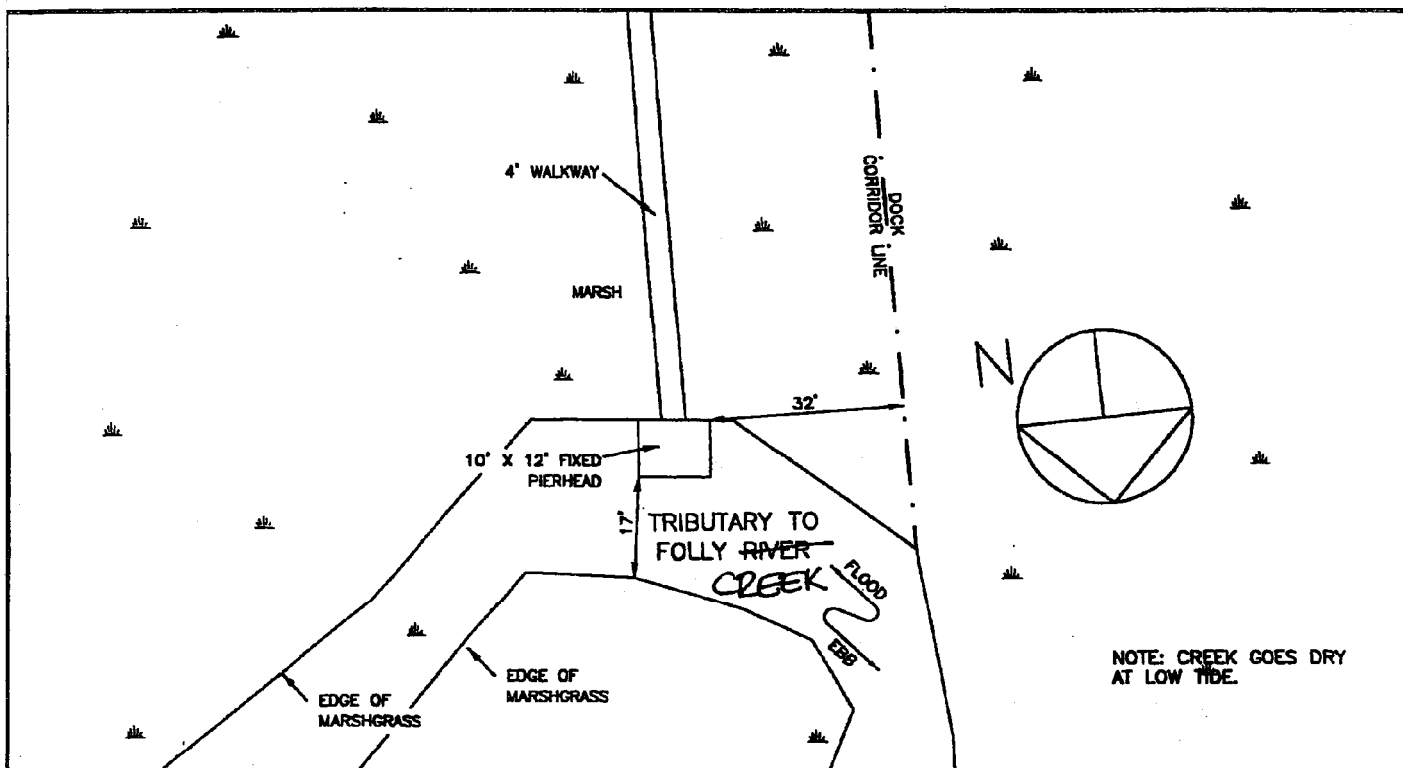 4' WALKWAY
DOCK
CORRIDOR LINE
MARSH
N
32'
10' X 12' FIXED
PIERHEAD
17'
TRIBUTARY TO
FOLLY RIVER
CREEK
FLOOD
EBB
EDGE OF
MARSHGRASS
EDGE OF
MARSHGRASS
NOTE: CREEK GOES DRY
AT LOW TIDE.